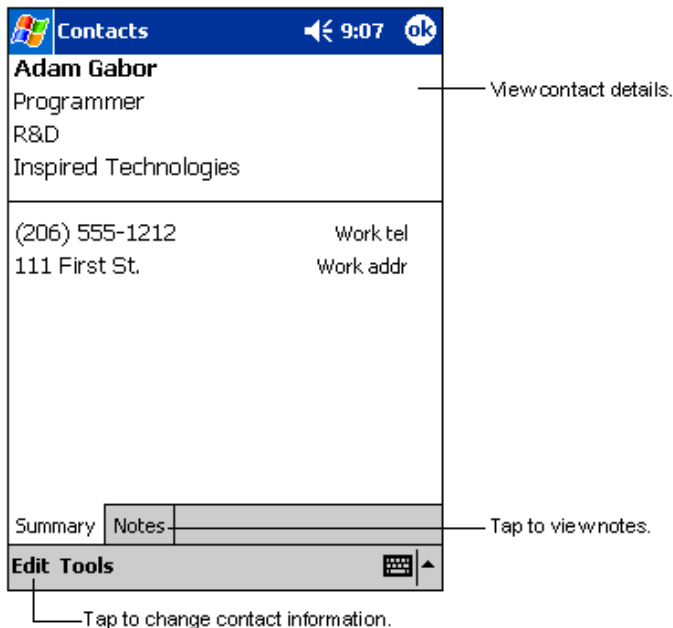 Contacts 9:07 ok
Adam Gabor
Programmer
R&D
Inspired Technologies
View contact details.
(206) 555-1212 Work tel
111 First St. Work addr
Summary Notes
Tap to view notes.
Edit Tools
Tap to change contact information.